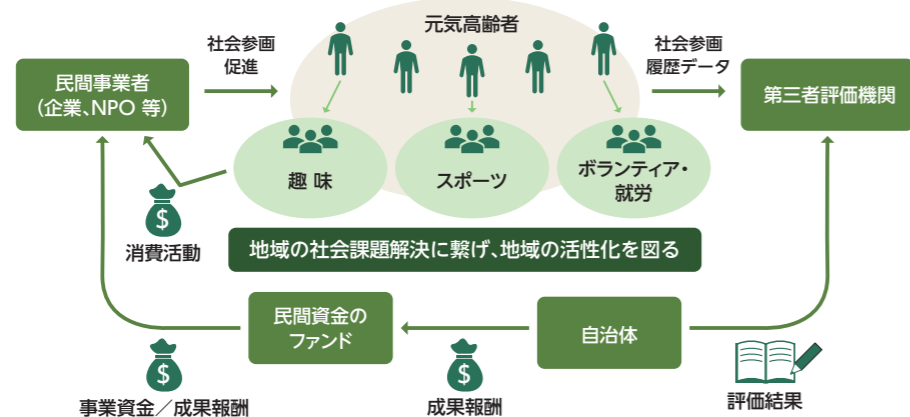 元気高齢者
社会参画
促進
社会参画
履歴データ
民間事業者
(企業、NPO 等)
第三者評価機関
趣 味
スポーツ
ボランティア・
就労
$
消費活動
地域の社会課題解決に繋げ、地域の活性化を図る
民間資金の
ファンド
自治体
$
事業資金／成果報酬
$
成果報酬
評価結果